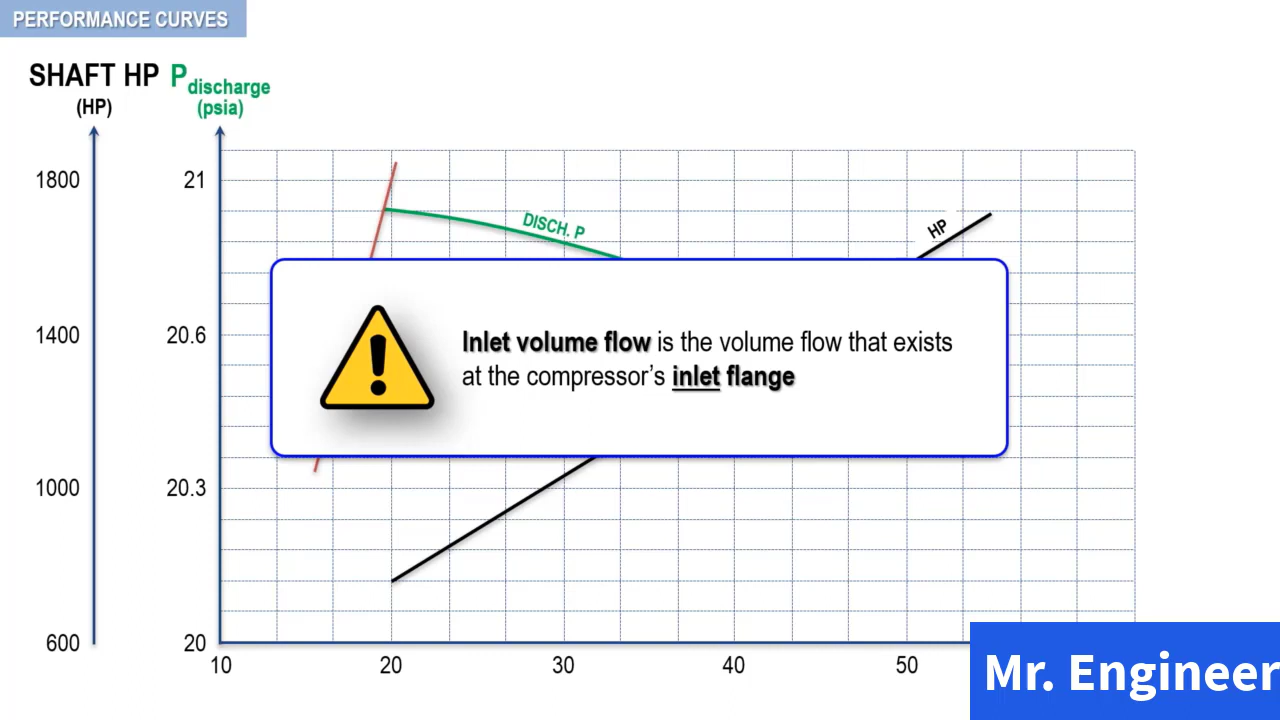 PERFORMANCE CURVES
SHAFT HP
(HP)
Pdischarge
(psia)
1800
1400
1000
600
21
20.6
20.3
20
DISCH. P
HP
Inlet volume flow is the volume flow that exists
at the compressor's inlet flange
10 20 30 40 50
Mr. Engineer